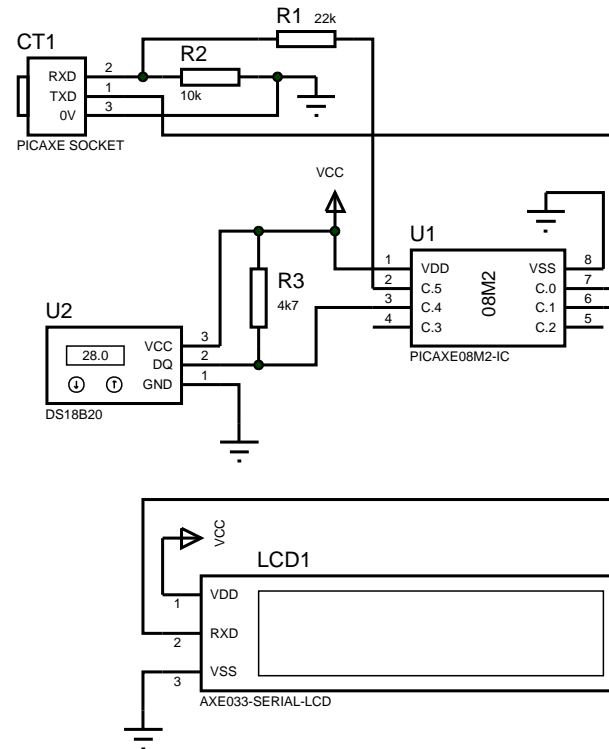 R1 22k
CT1
RXD 2
TXD 1
0V 3
R2
10k
PICAXE SOCKET
VCC
U1
1 VDD VSS 8
2 C.5 C.0 7
3 C.4 C.1 6
4 C.3 C.2 5
08M2
PICAXE08M2-IC
R3
4k7
U2
28.0
VCC 3
DQ 2
GND 1
DS18B20
VCC
LCD1
1 VDD
2 RXD
3 VSS
AXE033-SERIAL-LCD